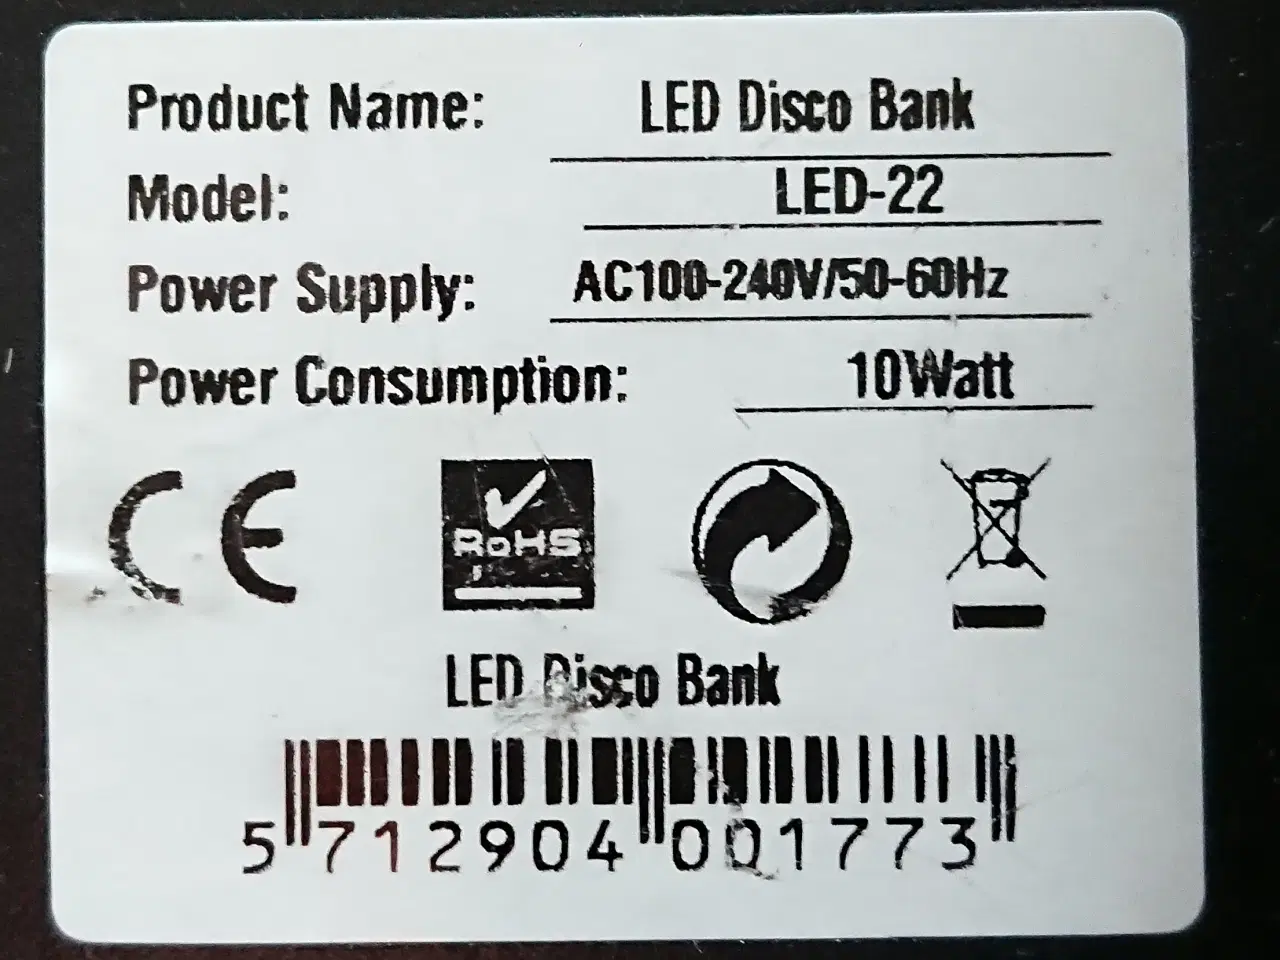 Product Name: LED Disco Bank
Model: LED-22
Power Supply: AC100-240V/50-60Hz
Power Consumption: 10Watt
CE RoHS
LED Disco Bank
5 712904 001773